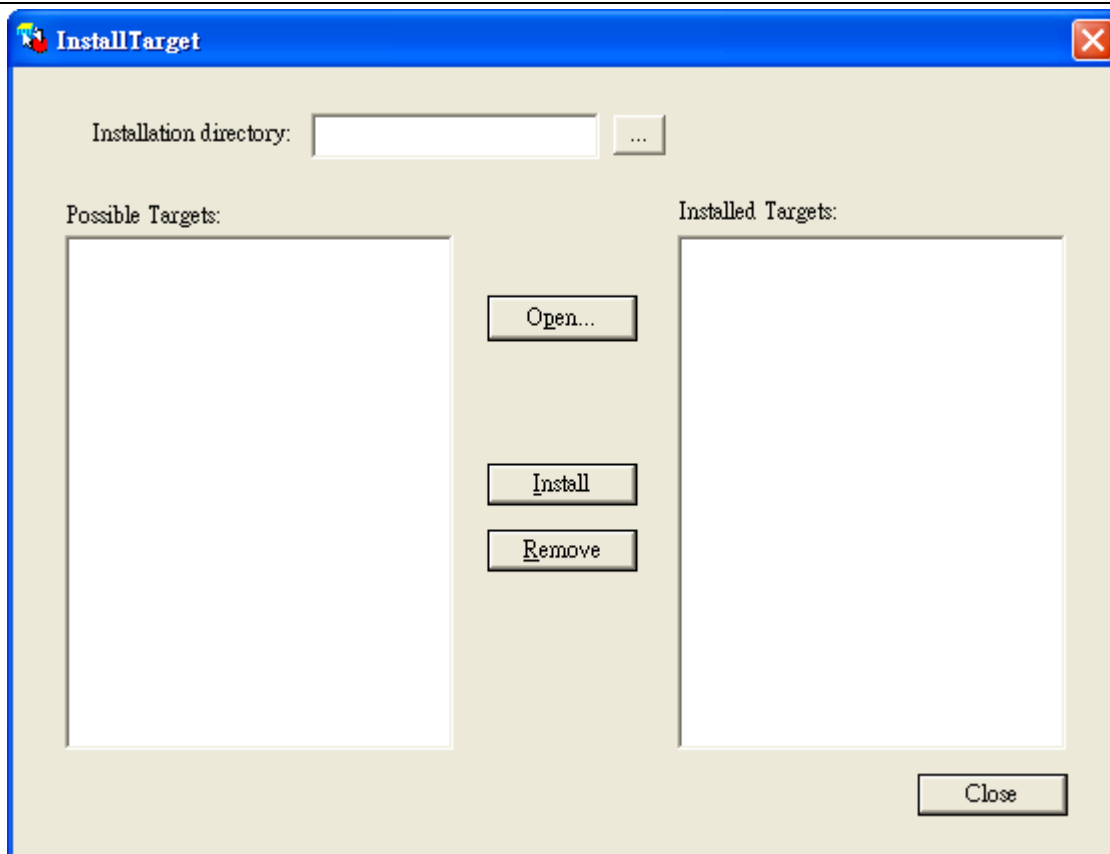 InstallTarget
Installation directory:
...
Possible Targets:
Installed Targets:
Open...
Install
Remove
Close